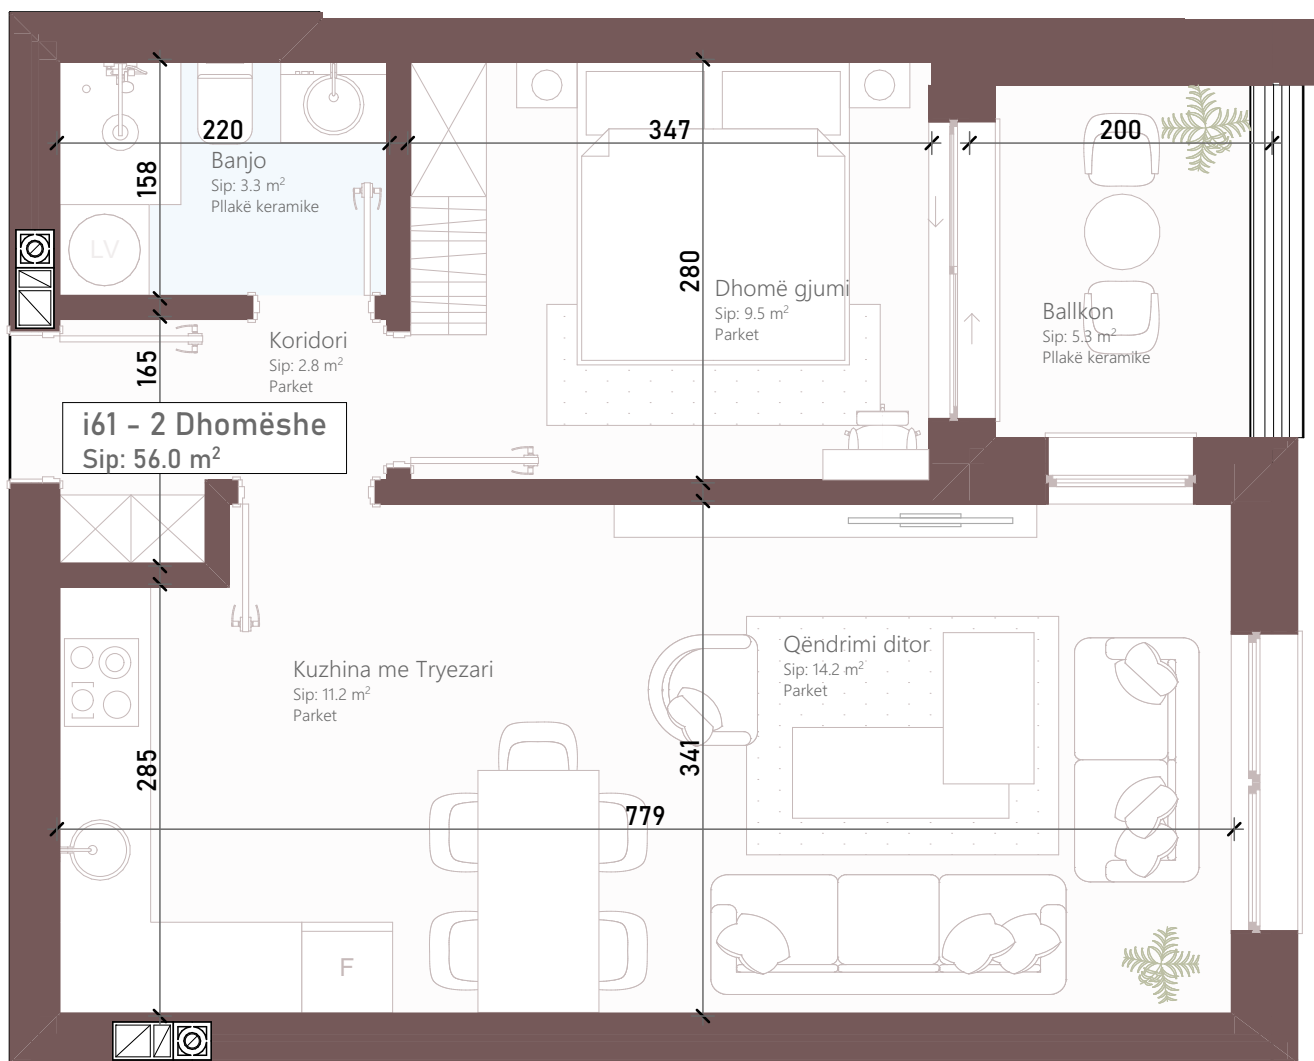 220
347
200
Banjo
Sip: 3.3 m²
Pllakë keramike
158
LV
280
Dhomë gjumi
Sip: 9.5 m²
Parket
Ballkon
Sip: 5.3 m²
Pllakë keramike
Koridori
Sip: 2.8 m²
Parket
165
i61 - 2 Dhomëshe
Sip: 56.0 m²
Kuzhina me Tryezari
Sip: 11.2 m²
Parket
Qëndrimi ditor
Sip: 14.2 m²
Parket
285
341
779
F